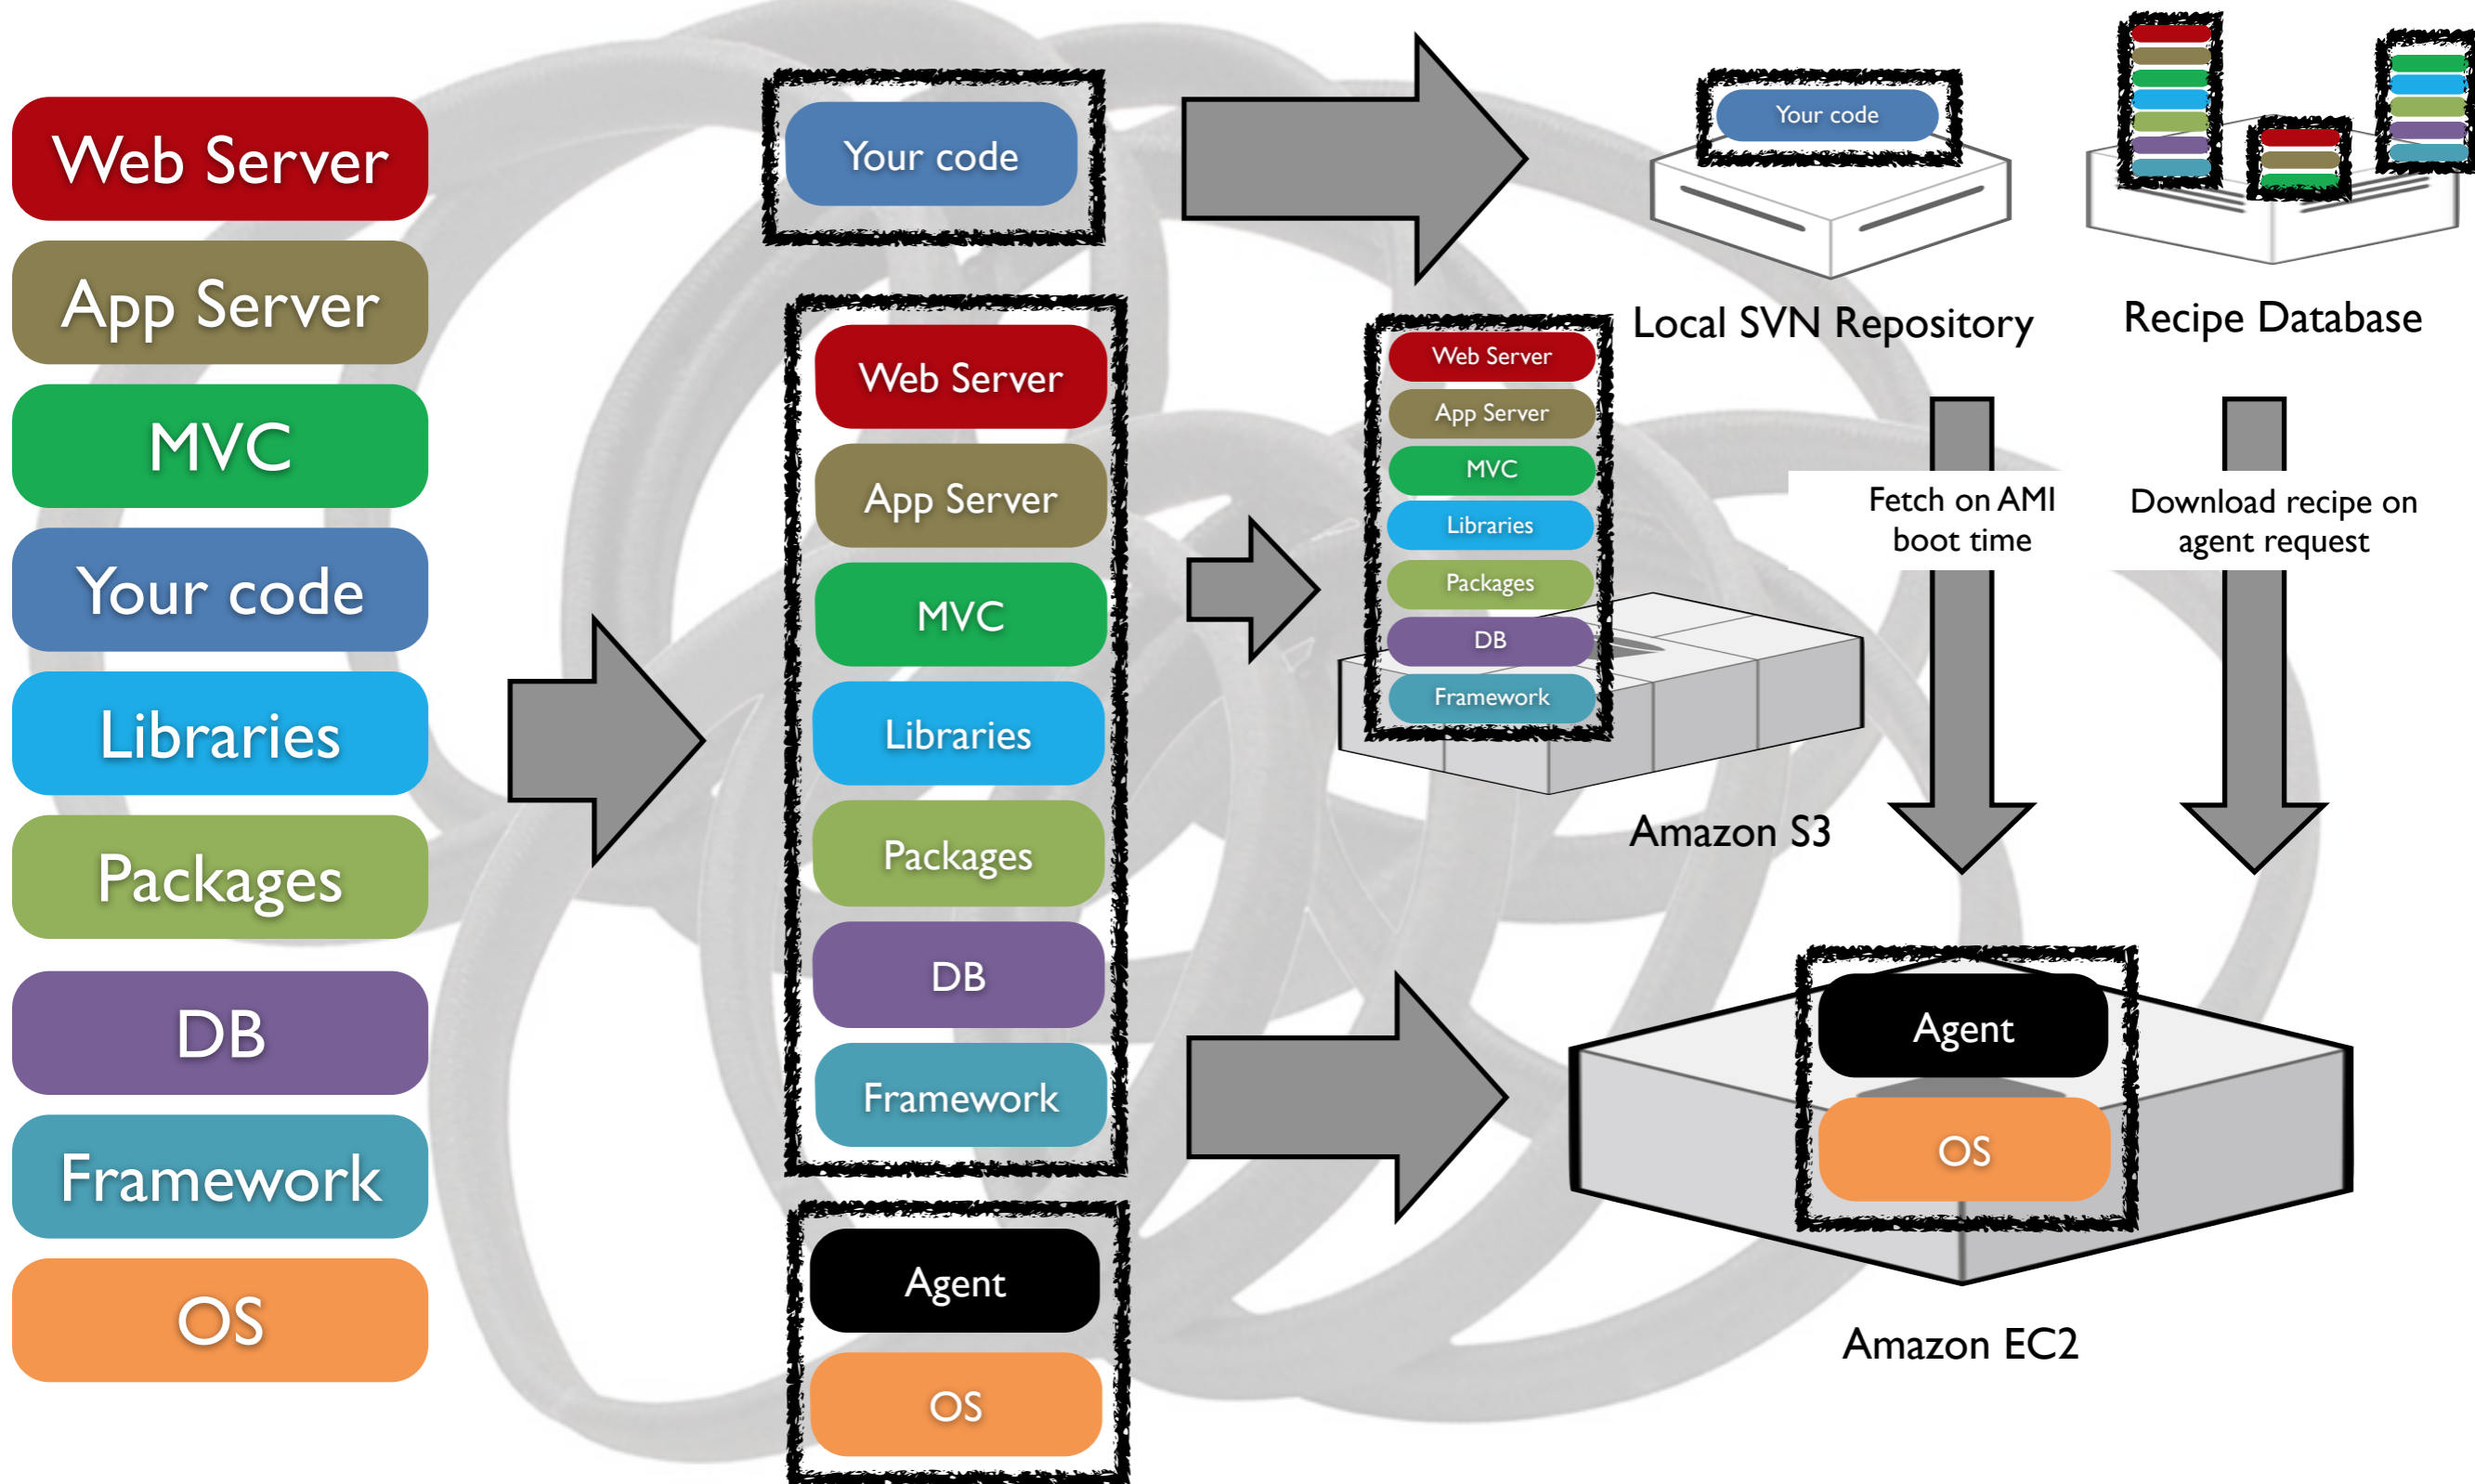 Web Server
App Server
MVC
Your code
Libraries
Packages
DB
Framework
OS
Your code
Web Server
App Server
MVC
Libraries
Packages
DB
Framework
Agent
OS
Your code
Local SVN Repository
Recipe Database
Web Server
App Server
MVC
Libraries
Packages
DB
Framework
Amazon S3
Fetch on AMI
boot time
Download recipe on
agent request
Agent
OS
Amazon EC2